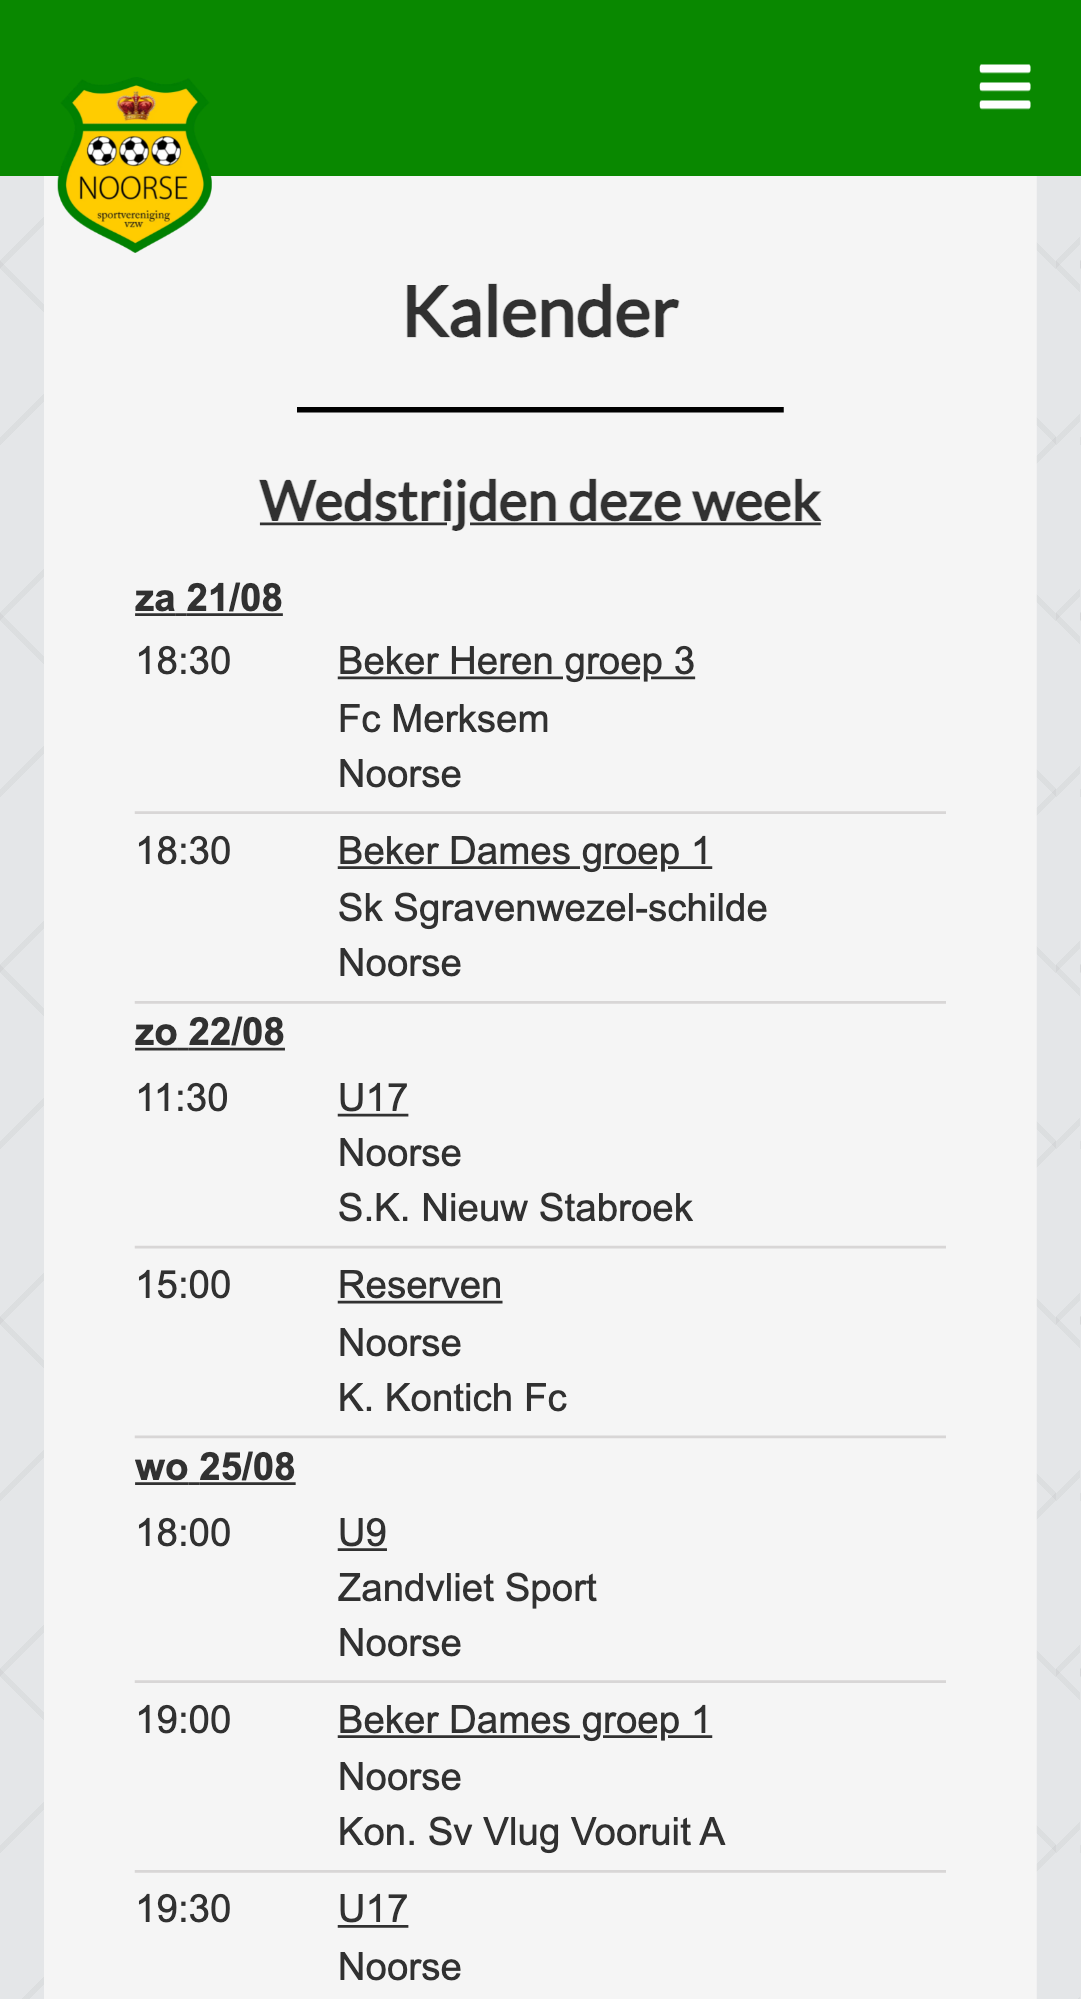 NOORSE
sportvereniging
vzw
Kalender
Wedstrijden deze week
za 21/08
18:30 Beker Heren groep 3
Fc Merksem
Noorse
18:30 Beker Dames groep 1
Sk Sgravenwezel-schilde
Noorse
zo 22/08
11:30 U17
Noorse
S.K. Nieuw Stabroek
15:00 Reserven
Noorse
K. Kontich Fc
wo 25/08
18:00 U9
Zandvliet Sport
Noorse
19:00 Beker Dames groep 1
Noorse
Kon. Sv Vlug Vooruit A
19:30 U17
Noorse